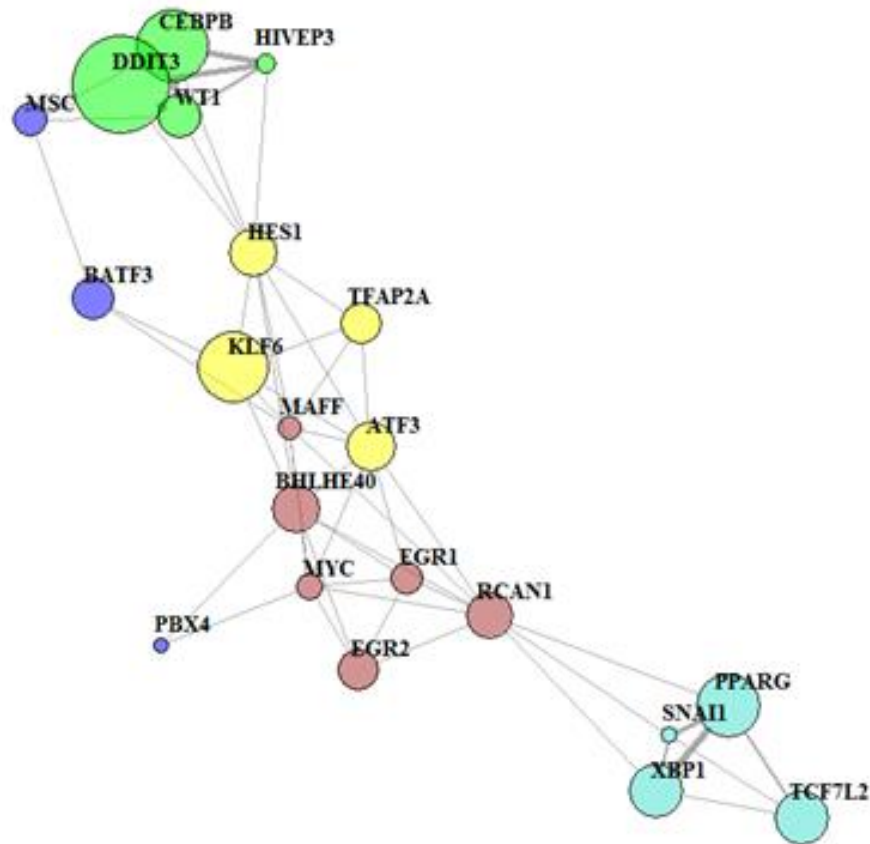 CEBPB
HIVEP3
DDIT3
WT1
MSC
HES1
BATF3
TFAP2A
KLF6
MAFF
ATF3
BHLHE40
EGR1
MYC
RCAN1
PBX4
EGR2
PPARG
SNAI1
XBP1
TCF7L2